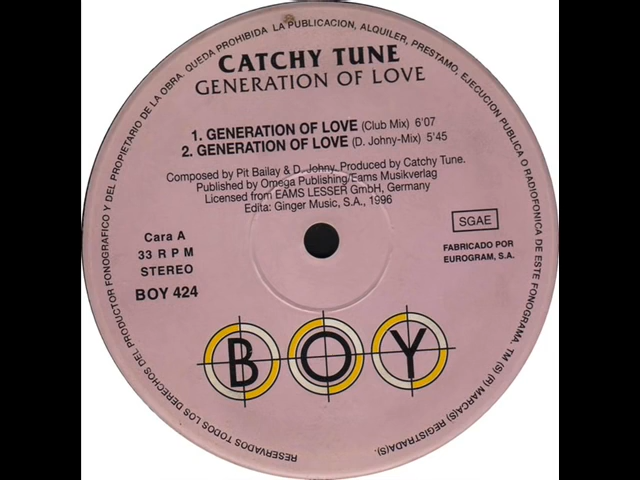 RESERVADOS TODOS LOS DERECHOS DEL PRODUCTOR FONOGRAFICO Y DEL PROPIETARIO DE LA OBRA. QUEDA PROHIBIDA LA PUBLICACION, ALQUILER, PRESTAMO, EJECUCION PUBLICA O RADIOFONICA DE ESTE FONOGRAMA. TM (S) (R) MARCA(S) REGISTRADA(S).
CATCHY TUNE
GENERATION OF LOVE
1. GENERATION OF LOVE (Club Mix) 6'07
2. GENERATION OF LOVE (D. Johny-Mix) 5'45
Composed by Pit Bailay & D. Johny. Produced by Catchy Tune.
Published by Omega Publishing/Eams Musikverlag
Licensed from EAMS LESSER GmbH, Germany
Edita: Ginger Music, S.A., 1996
Cara A
33 R P M
STEREO
BOY 424
SGAE
FABRICADO POR
EUROGRAM, S.A.
BOY